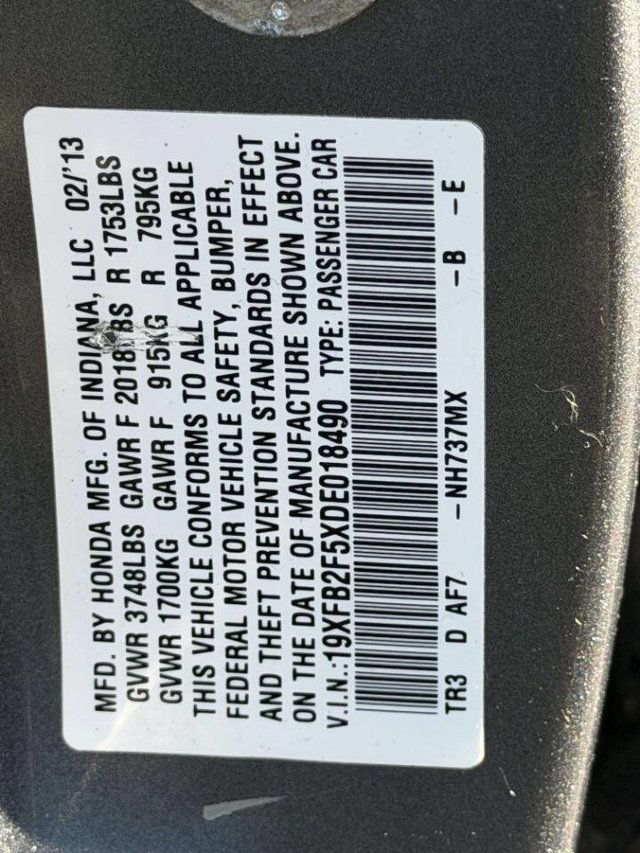 MFD. BY HONDA MFG. OF INDIANA, LLC 02/'13
GVWR 3748LBS GAWR F 2018LBS R 1753LBS
GVWR 1700KG GAWR F 915KG R 795KG
THIS VEHICLE CONFORMS TO ALL APPLICABLE
FEDERAL MOTOR VEHICLE SAFETY, BUMPER,
AND THEFT PREVENTION STANDARDS IN EFFECT
ON THE DATE OF MANUFACTURE SHOWN ABOVE.
V.I.N.:19XFB2F5XDE018490 TYPE: PASSENGER CAR
TR3 D AF7 -NH737MX -B -E